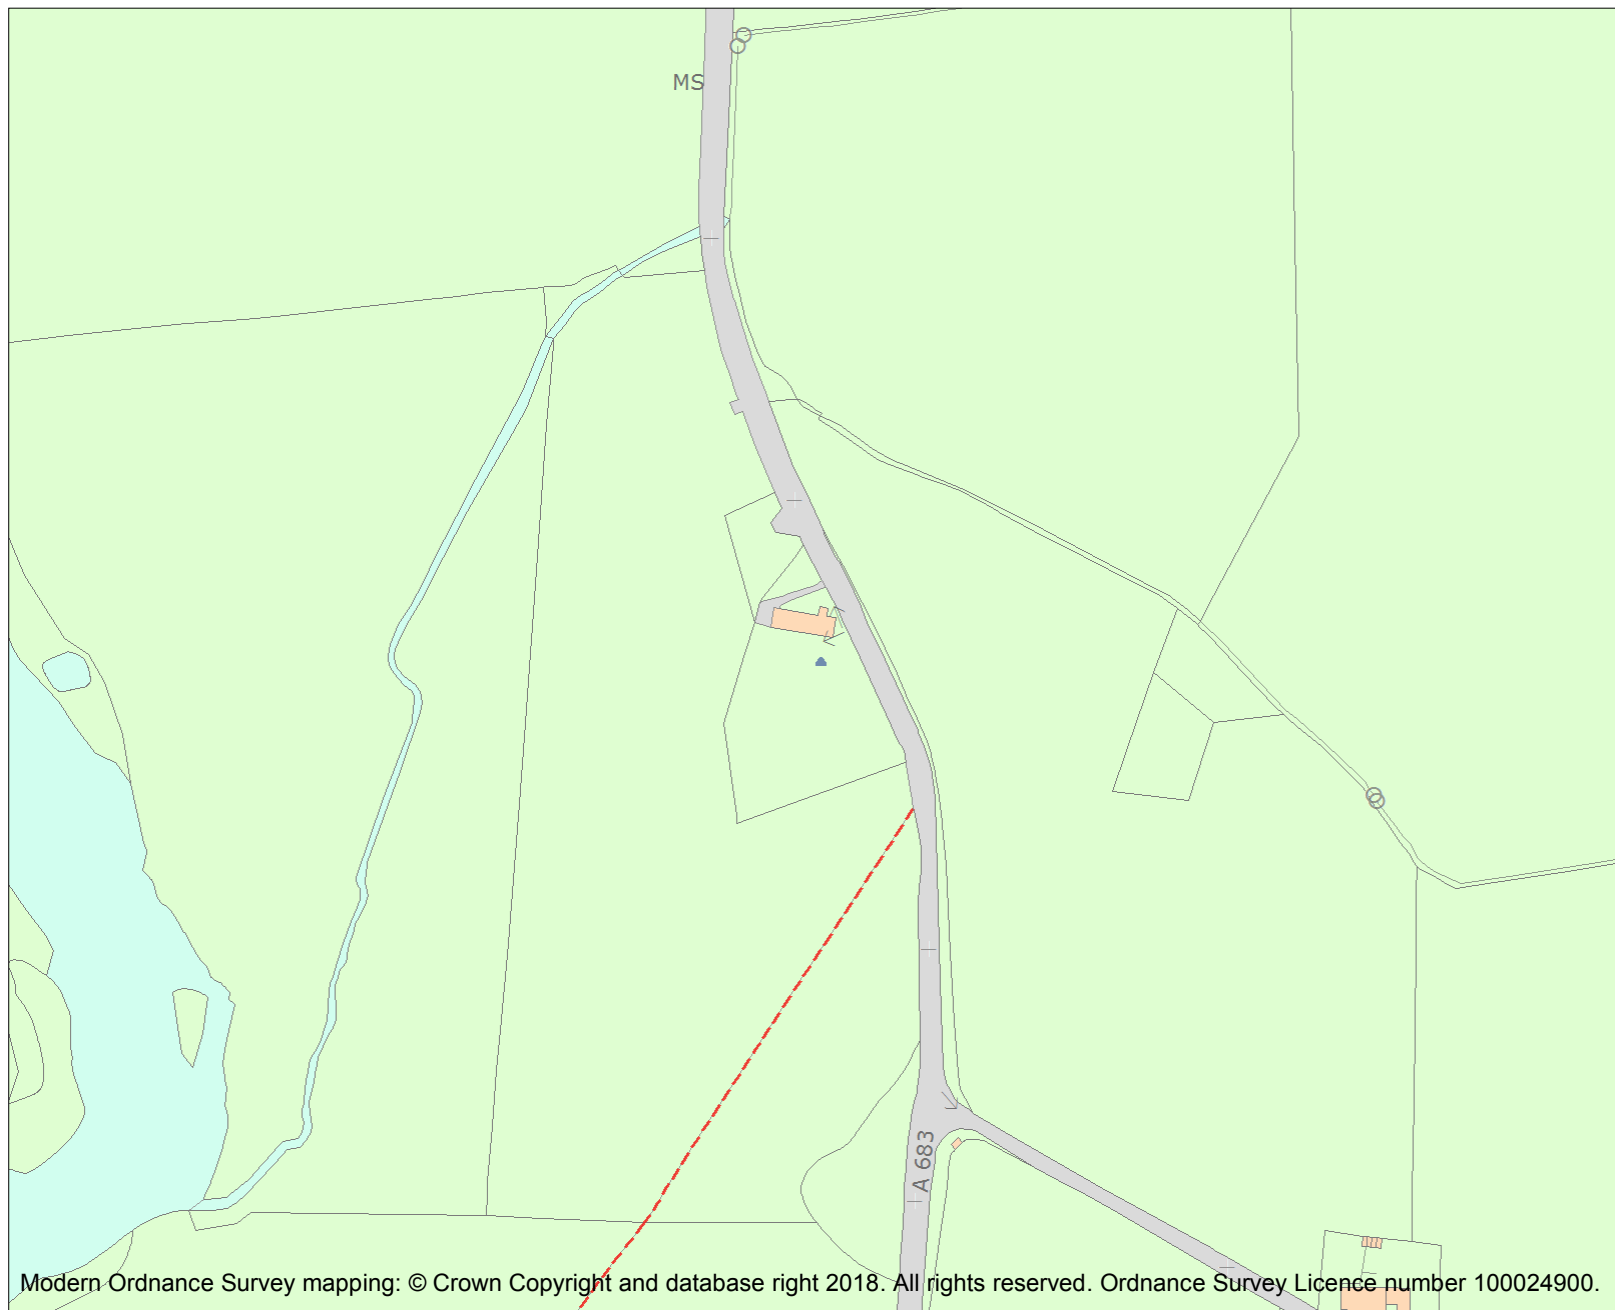 MS
A 683
Modern Ordnance Survey mapping: © Crown Copyright and database right 2018. All rights reserved. Ordnance Survey Licence number 100024900.